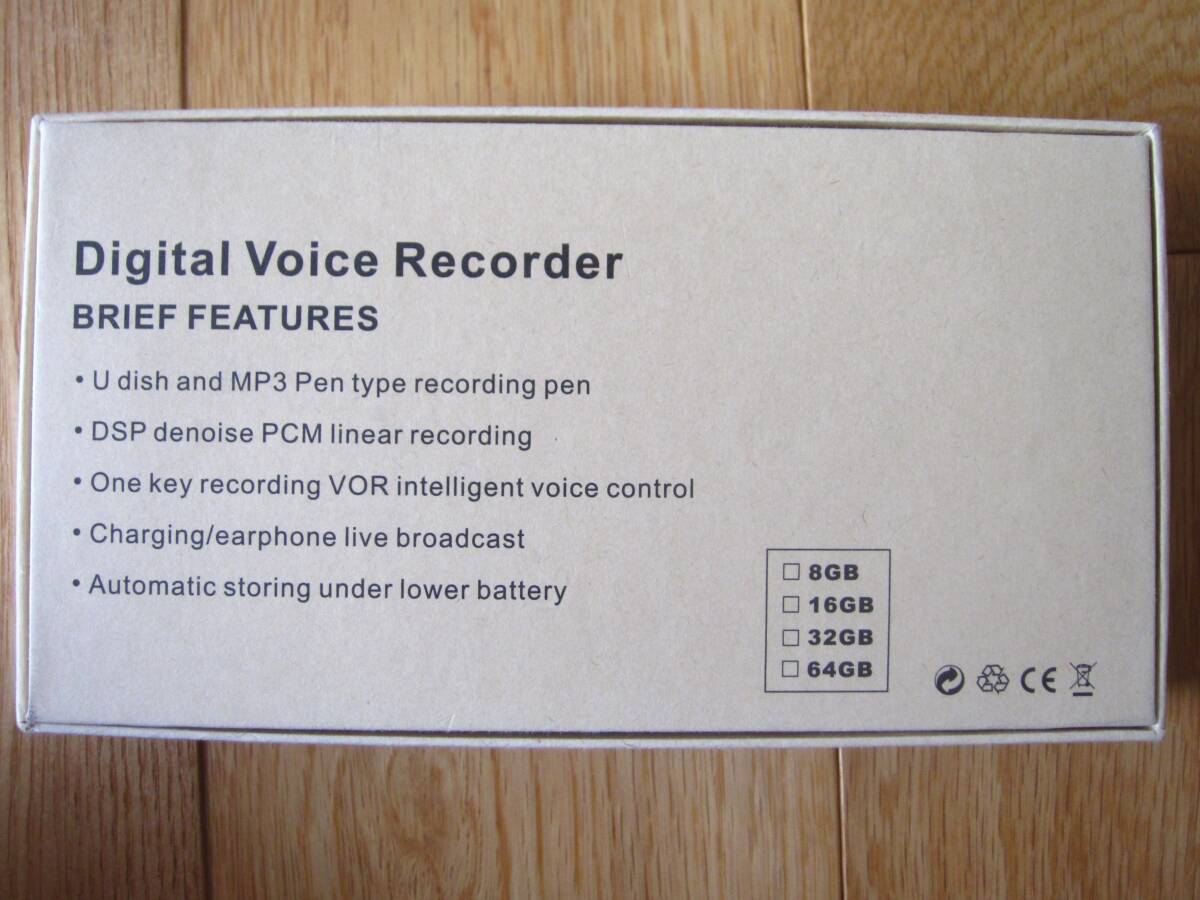 Digital Voice Recorder
BRIEF FEATURES
• U dish and MP3 Pen type recording pen
• DSP denoise PCM linear recording
• One key recording VOR intelligent voice control
• Charging/earphone live broadcast
• Automatic storing under lower battery
☐ 8GB
☐ 16GB
☐ 32GB
☐ 64GB
CE